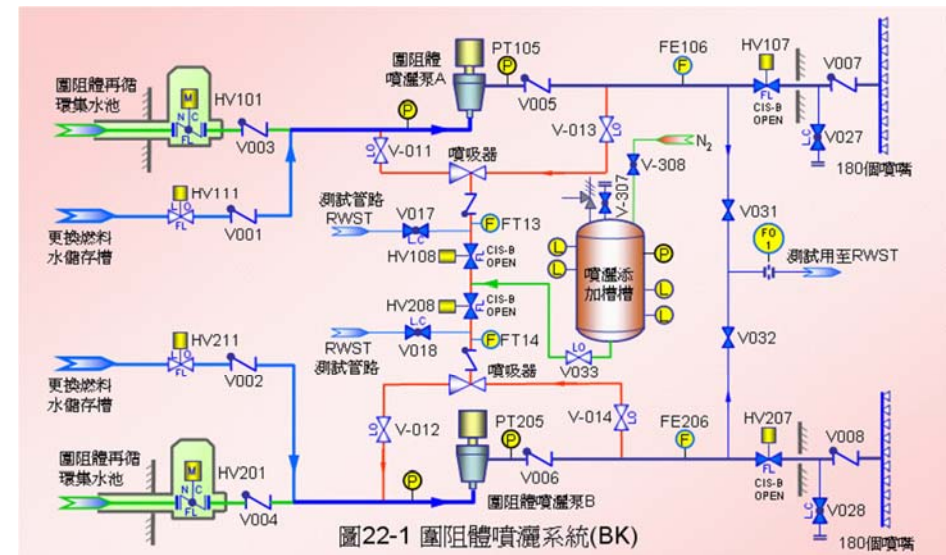 圍阻體再循
環集水池
M
N C
FL
HV101
V003
HV111
L O
FL
V001
更換燃料
水儲存槽
P
V-011
LO
圍阻體
噴灑泵A
PT105
P
V005
V-013
LO
FE106
F
HV107
FL
CIS-B
OPEN
V007
L.C
V027
180個噴嘴
噴吸器
N₂
V-308
V-307
測試管路
RWST
V017
L.C
F
FT13
HV108
FL
CIS-B
OPEN
L
L
P
L
L
噴灑添
加槽槽
V031
FO
1
測試用至RWST
HV208
FL
CIS-B
OPEN
L.C
V018
RWST
測試管路
F
FT14
噴吸器
LO
V033
V032
HV211
L O
FL
V002
更換燃料
水儲存槽
V-012
LO
PT205
P
V006
V-014
LO
FE206
F
HV207
FL
CIS-B
OPEN
V008
L.C
V028
180個噴嘴
圍阻體再循
環集水池
M
N C
FL
HV201
V004
P
圍阻體噴灑泵B
圖22-1 圍阻體噴灑系統(BK)